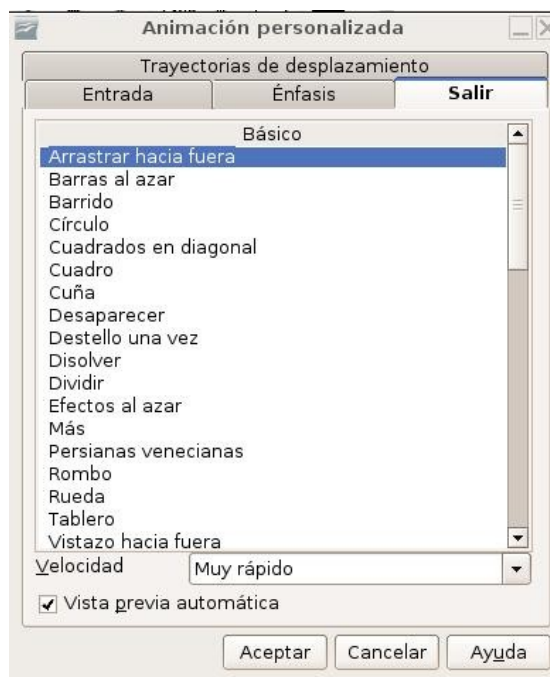 Animación personalizada
Trayectorias de desplazamiento
Entrada Énfasis Salir
Básico
Arrastrar hacia fuera
Barras al azar
Barrido
Círculo
Cuadrados en diagonal
Cuadro
Cuña
Desaparecer
Destello una vez
Disolver
Dividir
Efectos al azar
Más
Persianas venecianas
Rombo
Rueda
Tablero
Vistazo hacia fuera
Velocidad Muy rápido
Vista previa automática
Aceptar Cancelar Ayuda